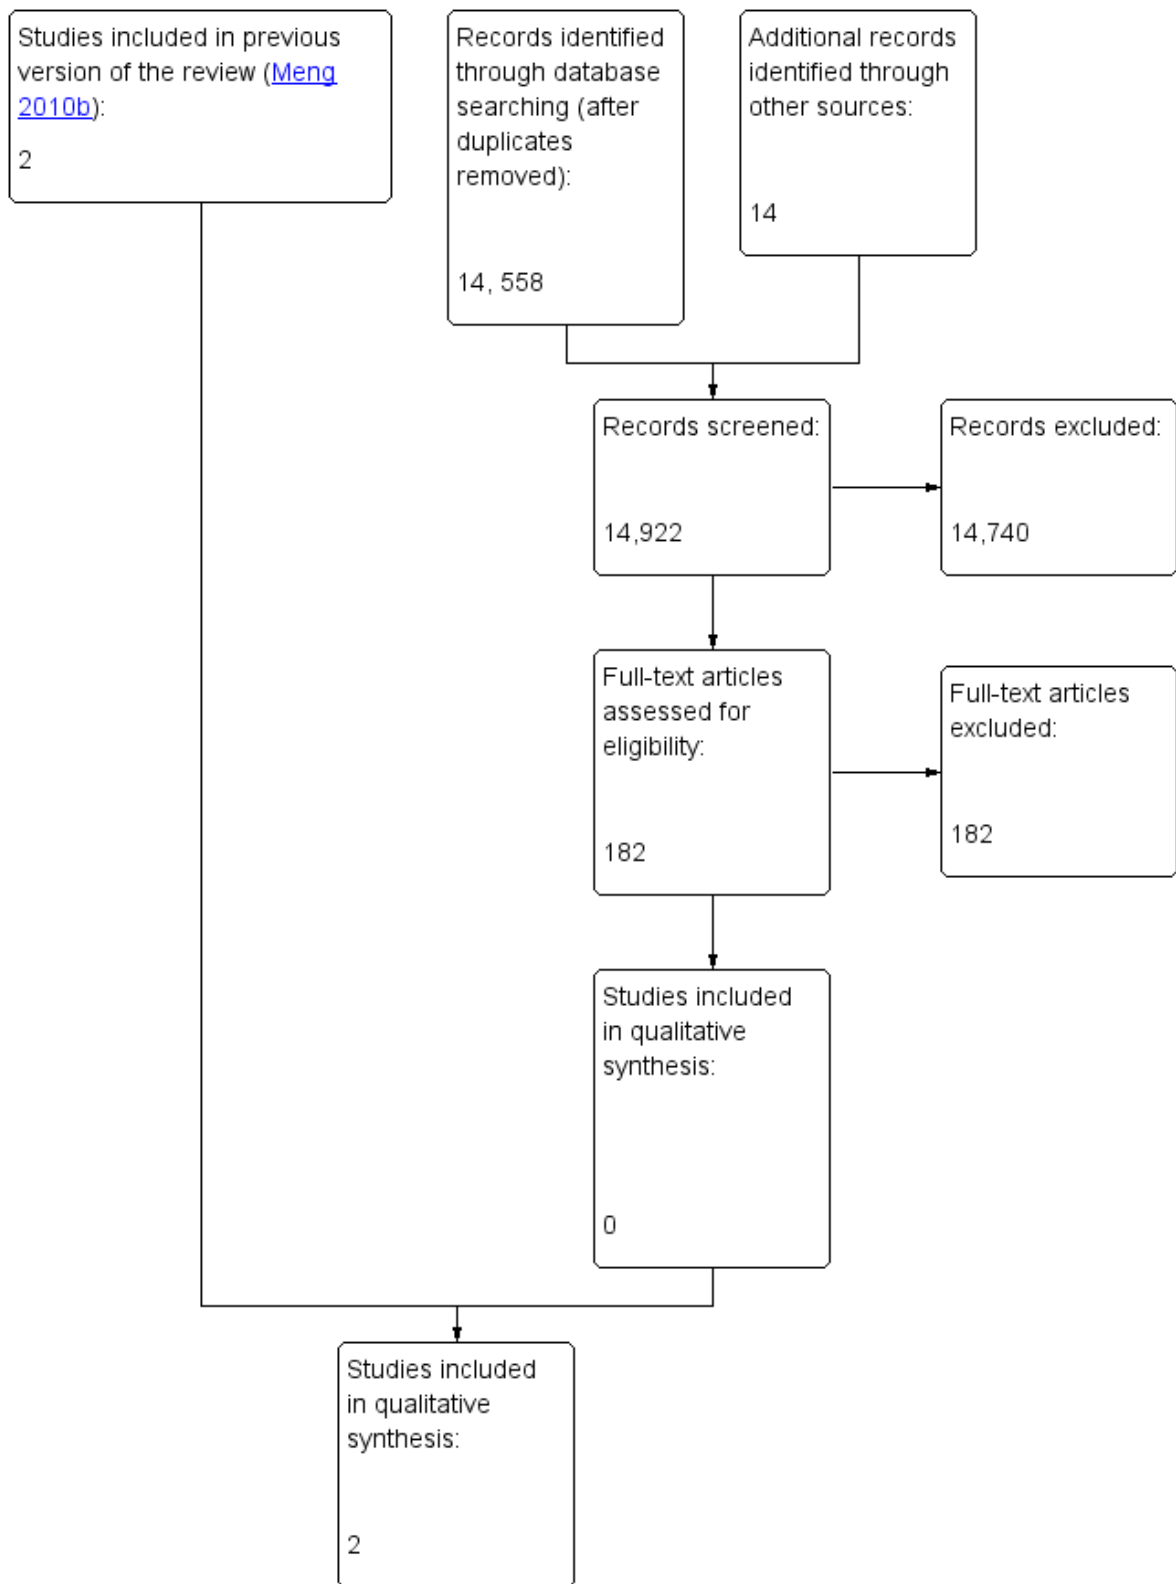 Studies included in previous
version of the review (Meng
2010b):
2
Records identified
through database
searching (after
duplicates
removed):
14, 558
Additional records
identified through
other sources:
14
Records screened:
14,922
Records excluded:
14,740
Full-text articles
assessed for
eligibility:
182
Full-text articles
excluded:
182
Studies included
in qualitative
synthesis:
0
Studies included
in qualitative
synthesis:
2